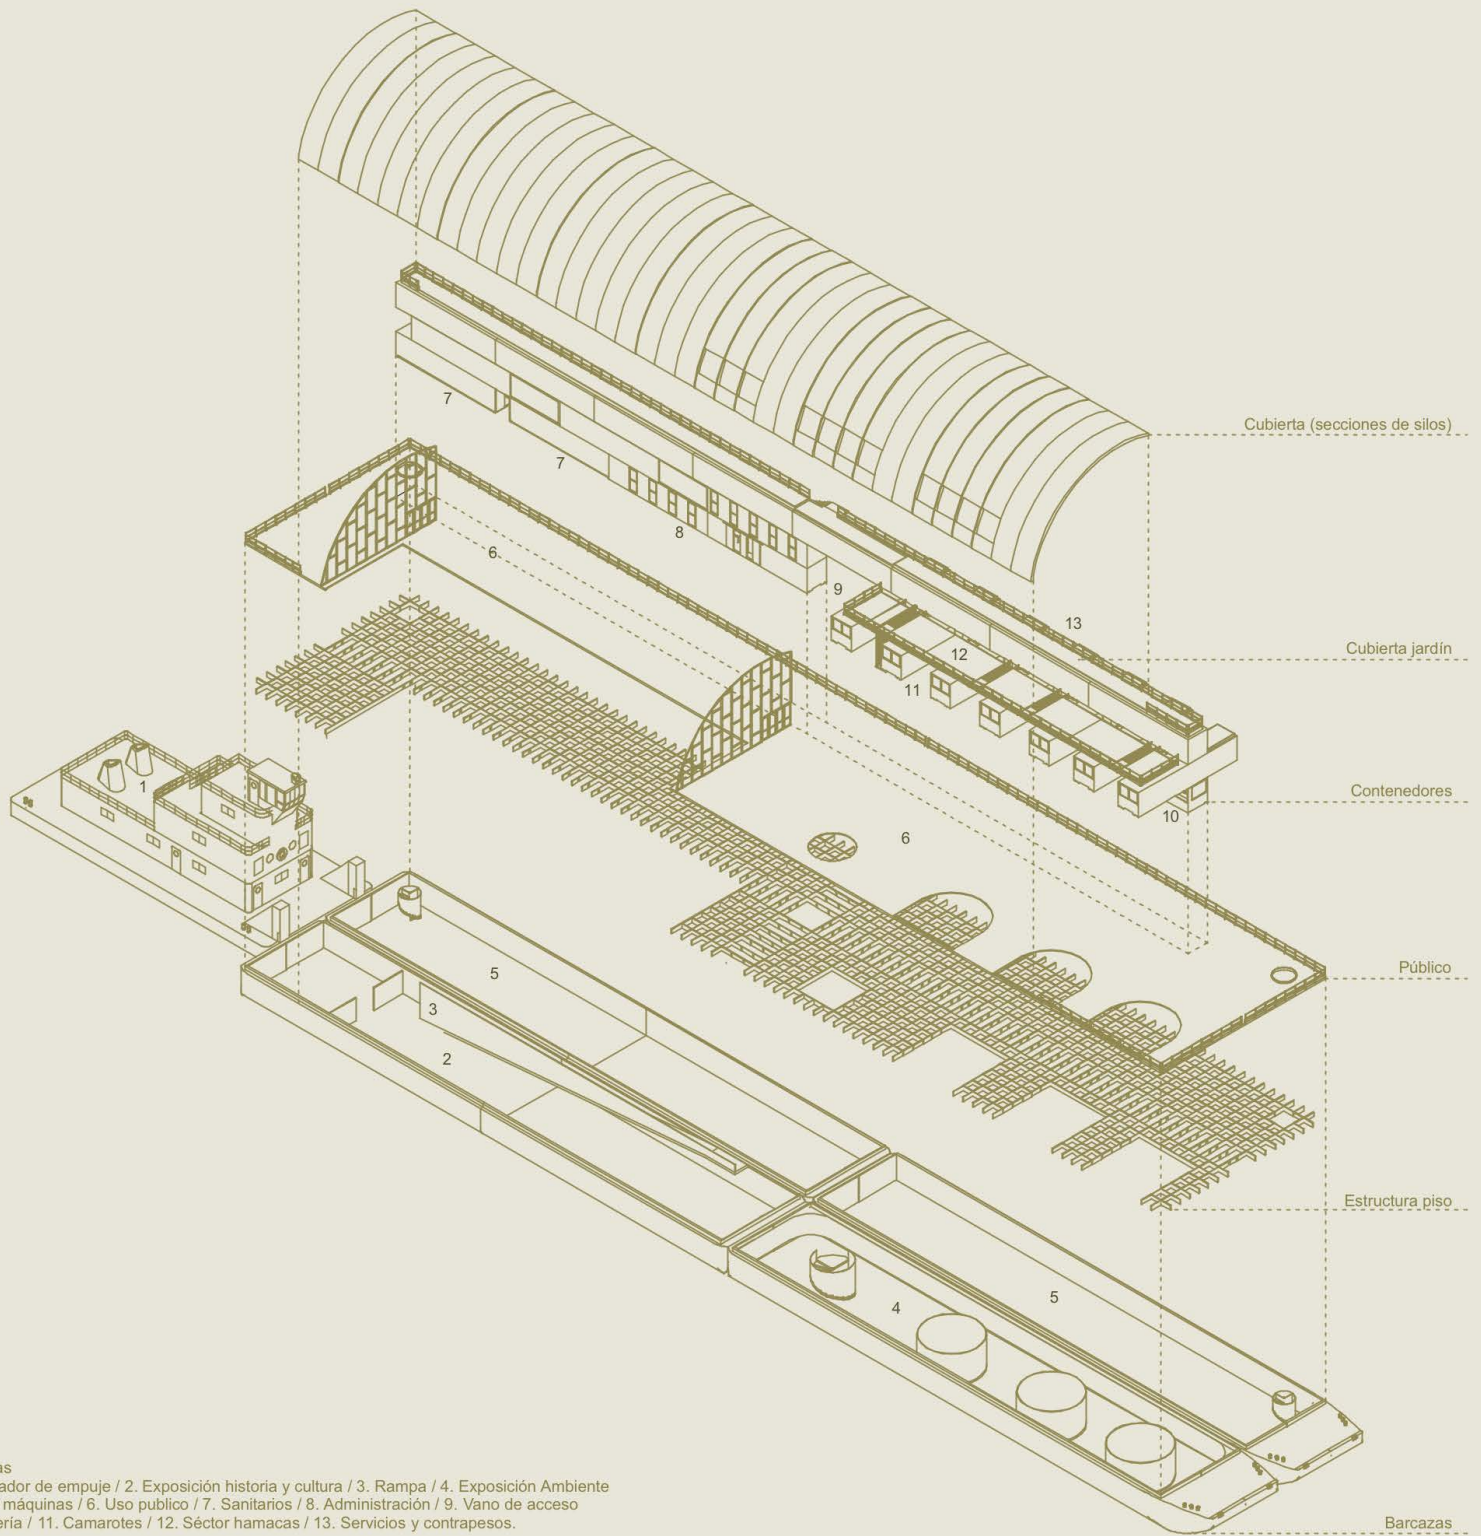 Cubierta (secciones de silos)
7
7
8
6
9
13
Cubierta jardín
12
11
Contenedores
1
10
6
Público
5
3
2
Estructura piso
5
4
as
ador de empuje / 2. Exposición historia y cultura / 3. Rampa / 4. Exposición Ambiente
máquinas / 6. Uso publico / 7. Sanitarios / 8. Administración / 9. Vano de acceso
ría / 11. Camarotes / 12. Séctor hamacas / 13. Servicios y contrapesos.
Barcazas